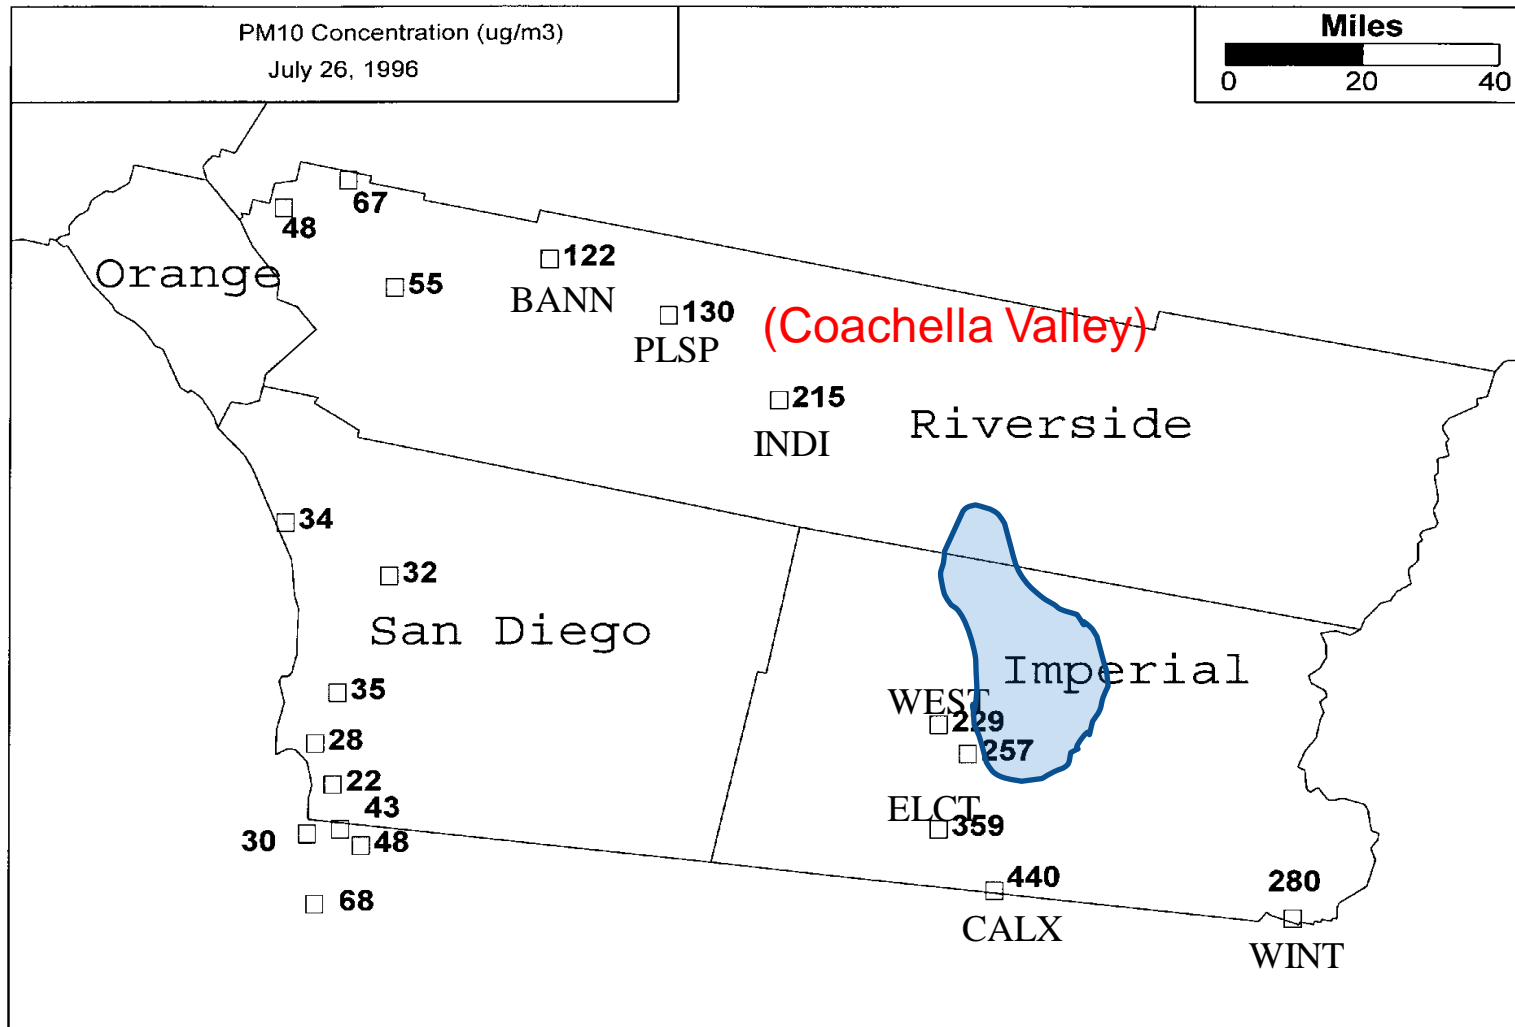 PM10 Concentration (ug/m3)
July 26, 1996
Miles
0 20 40
67
48
Orange
55
122
BANN
130
PLSP
(Coachella Valley)
215
INDI
Riverside
34
32
San Diego
Imperial
35
WEST
229
28
257
22
ELCT
43
359
30
48
440
280
68
CALX
WINT